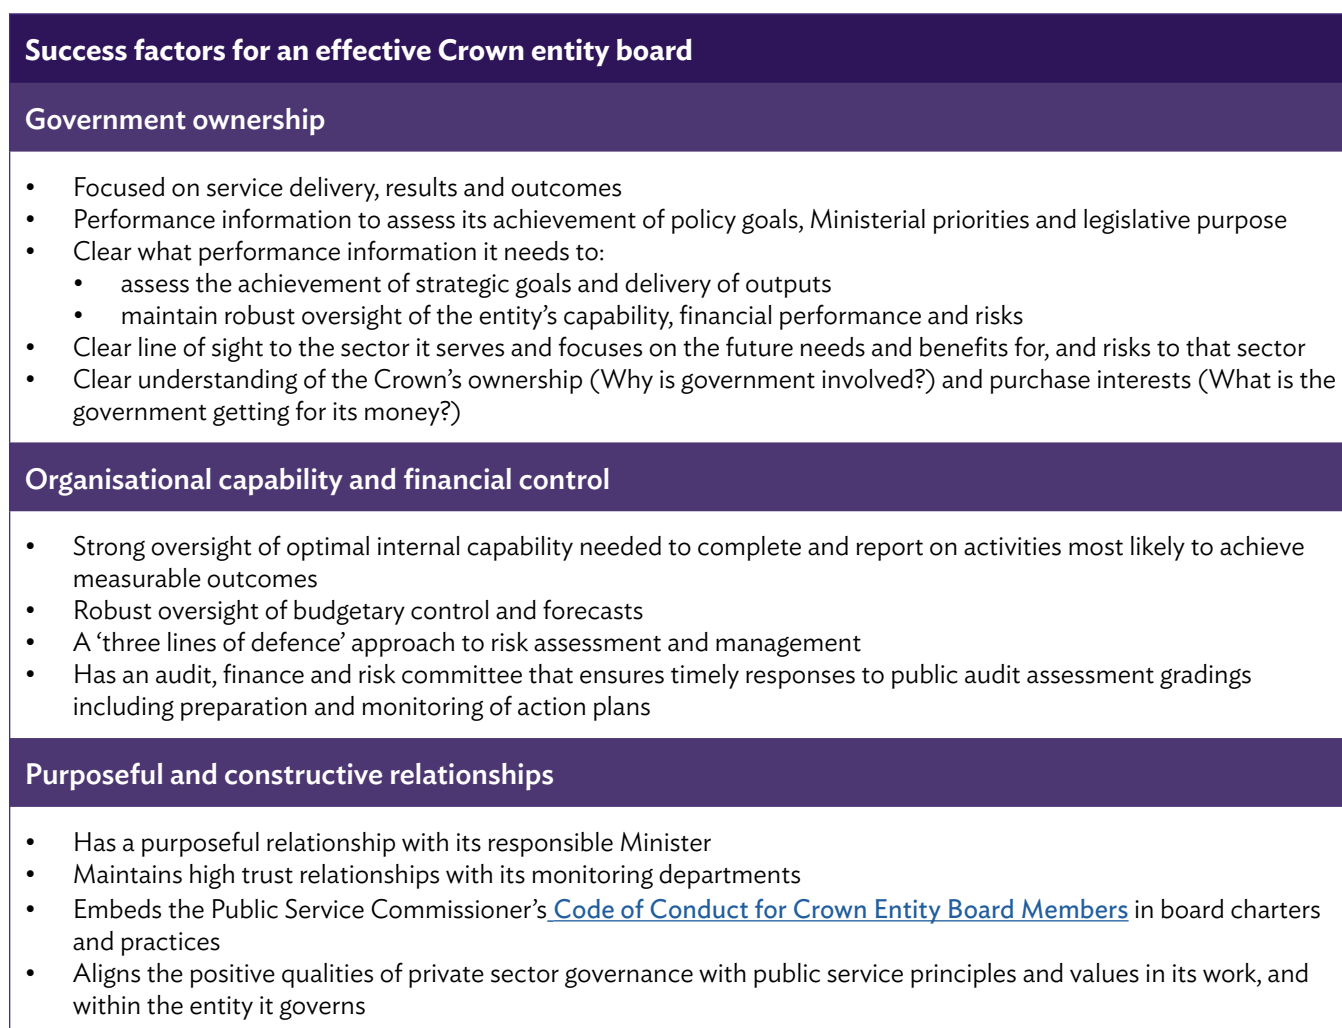 Success factors for an effective Crown entity board
Government ownership
• Focused on service delivery, results and outcomes
• Performance information to assess its achievement of policy goals, Ministerial priorities and legislative purpose
• Clear what performance information it needs to:
• assess the achievement of strategic goals and delivery of outputs
• maintain robust oversight of the entity’s capability, financial performance and risks
• Clear line of sight to the sector it serves and focuses on the future needs and benefits for, and risks to that sector
• Clear understanding of the Crown’s ownership (Why is government involved?) and purchase interests (What is the
government getting for its money?)
Organisational capability and financial control
• Strong oversight of optimal internal capability needed to complete and report on activities most likely to achieve
measurable outcomes
• Robust oversight of budgetary control and forecasts
• A ‘three lines of defence’ approach to risk assessment and management
• Has an audit, finance and risk committee that ensures timely responses to public audit assessment gradings
including preparation and monitoring of action plans
Purposeful and constructive relationships
• Has a purposeful relationship with its responsible Minister
• Maintains high trust relationships with its monitoring departments
• Embeds the Public Service Commissioner’s Code of Conduct for Crown Entity Board Members in board charters
and practices
• Aligns the positive qualities of private sector governance with public service principles and values in its work, and
within the entity it governs